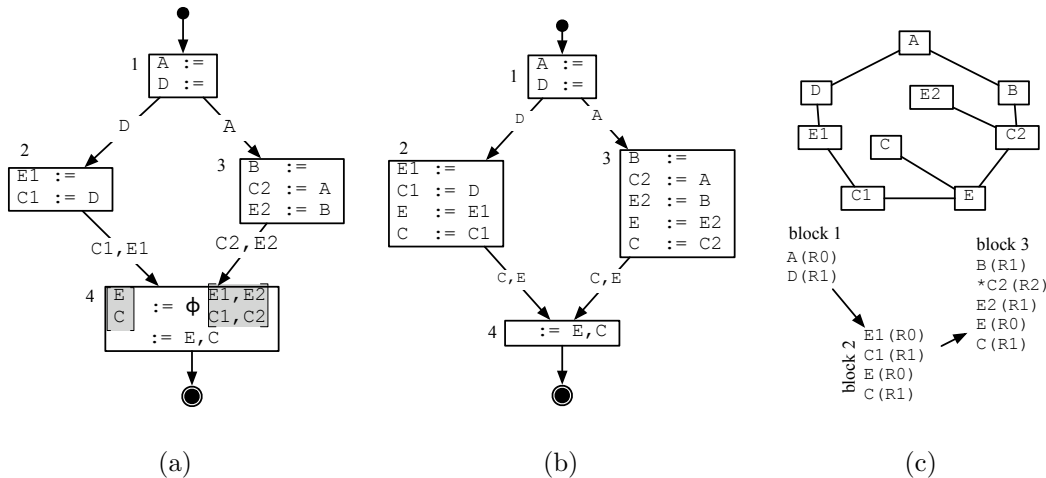 1
A :=
D :=
D
A
2
E1 :=
C1 := D
3
B :=
C2 := A
E2 := B
C1,E1
C2,E2
4
E := ϕ E1,E2
C C1,C2
:= E,C
(a)
1
A :=
D :=
D
A
2
E1 :=
C1 := D
E := E1
C := C1
3
B :=
C2 := A
E2 := B
E := E2
C := C2
C,E
C,E
4
:= E,C
(b)
A
D
B
E2
E1
C2
C
C1
E
block 1
A(R0)
D(R1)
block 2
E1(R0)
C1(R1)
E(R0)
C(R1)
block 3
B(R1)
*C2(R2)
E2(R1)
E(R0)
C(R1)
(c)